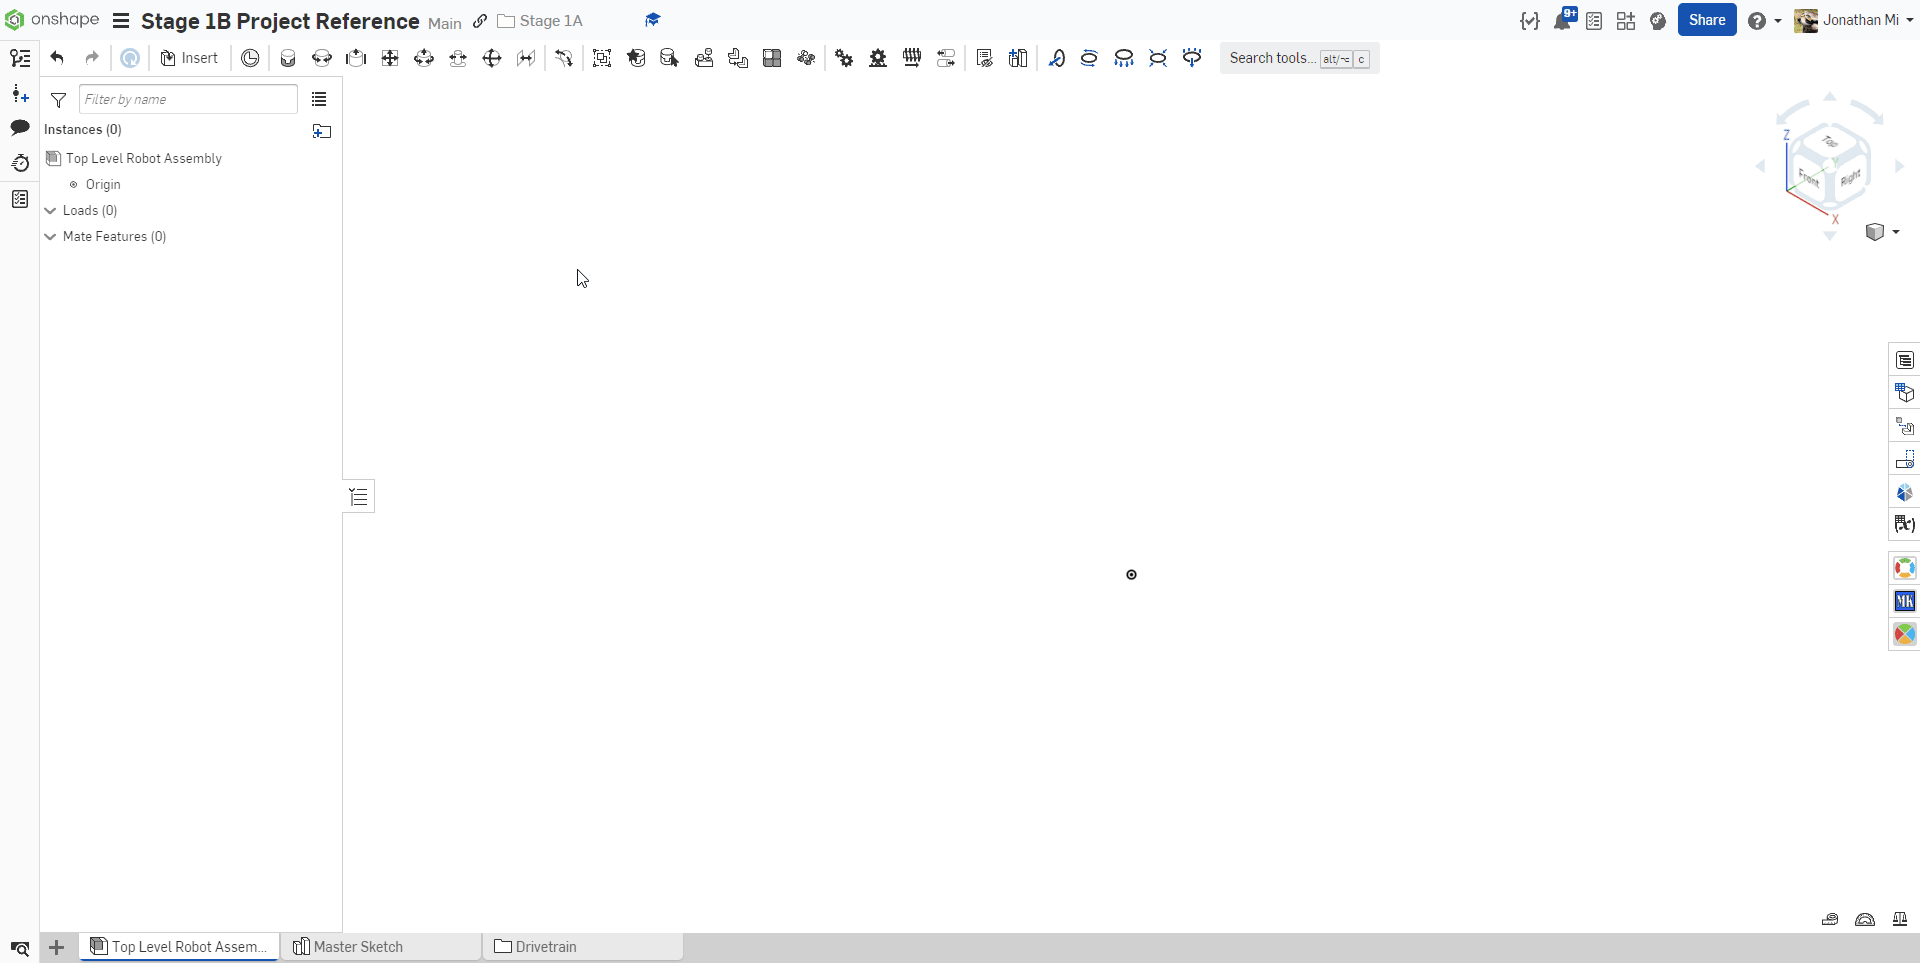 onshape Stage 1B Project Reference Main Stage 1A 9+ Share Jonathan Mi
Insert Search tools... alt/⌥ c
Filter by name
Instances (0)
Top Level Robot Assembly
Origin
Loads (0)
Mate Features (0)
Z
Top
Y
Front
Right
X
(x)
MK
Top Level Robot Assem... Master Sketch Drivetrain